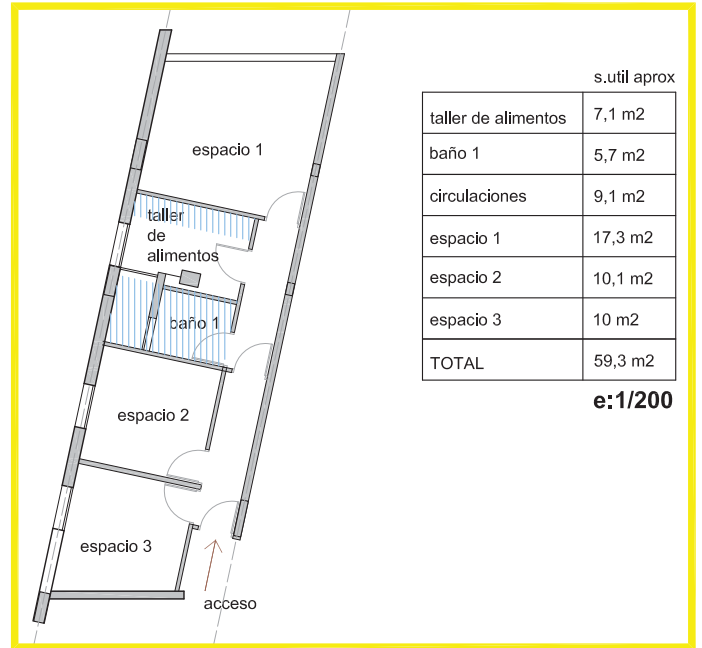 espacio 1
taller
de
alimentos
baño 1
espacio 2
espacio 3
acceso
s.util aprox
taller de alimentos 7,1 m2
baño 1 5,7 m2
circulaciones 9,1 m2
espacio 1 17,3 m2
espacio 2 10,1 m2
espacio 3 10 m2
TOTAL 59,3 m2
e:1/200